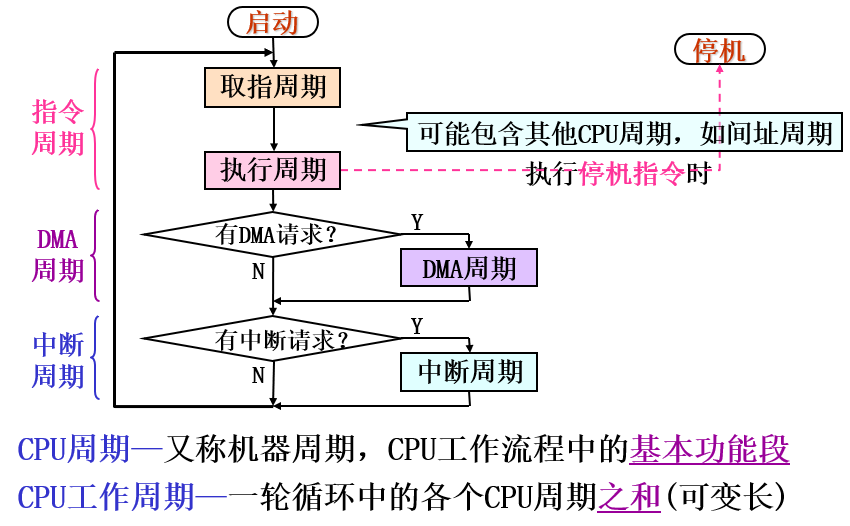 启动
停机
取指周期
指令
周期
可能包含其他CPU周期，如间址周期
执行周期
执行停机指令时
有DMA请求？
Y
DMA
周期
DMA周期
N
有中断请求？
Y
中断
周期
中断周期
N
CPU周期—又称机器周期，CPU工作流程中的基本功能段
CPU工作周期—一轮循环中的各个CPU周期之和(可变长)